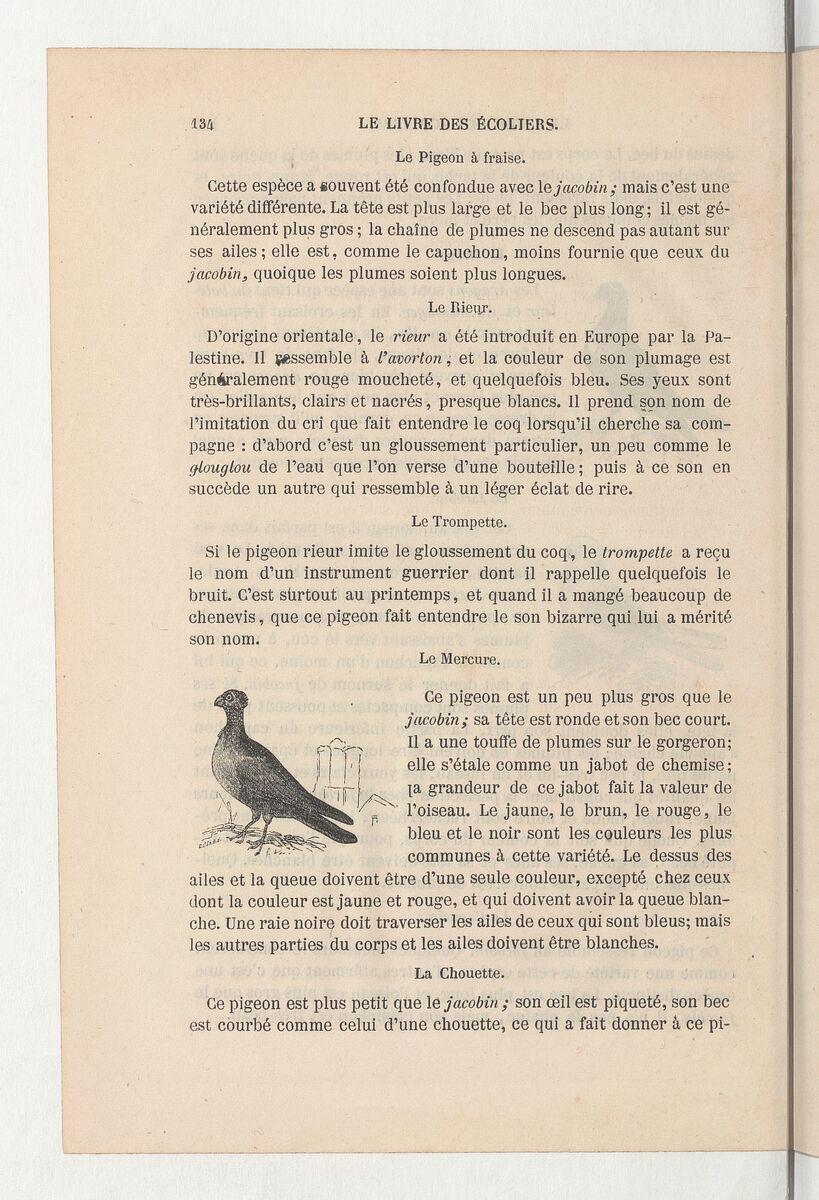 134 LE LIVRE DES ÉCOLIERS.
Le Pigeon à fraise.
Cette espèce a souvent été confondue avec le jacobin; mais c'est une
variété différente. La tête est plus large et le bec plus long; il est gé-
néralement plus gros; la chaîne de plumes ne descend pas autant sur
ses ailes; elle est, comme le capuchon, moins fournie que ceux du
jacobin, quoique les plumes soient plus longues.
Le Rieur.
D'origine orientale, le rieur a été introduit en Europe par la Pa-
lestine. Il ressemble à l'avorton, et la couleur de son plumage est
généralement rouge moucheté, et quelquefois bleu. Ses yeux sont
très-brillants, clairs et nacrés, presque blancs. Il prend son nom de
l'imitation du cri que fait entendre le coq lorsqu'il cherche sa com-
pagne : d'abord c'est un gloussement particulier, un peu comme le
glouglou de l'eau que l'on verse d'une bouteille; puis à ce son en
succède un autre qui ressemble à un léger éclat de rire.
Le Trompette.
Si le pigeon rieur imite le gloussement du coq, le trompette a reçu
le nom d'un instrument guerrier dont il rappelle quelquefois le
bruit. C'est surtout au printemps, et quand il a mangé beaucoup de
chenevis, que ce pigeon fait entendre le son bizarre qui lui a mérité
son nom.
Le Mercure.
Ce pigeon est un peu plus gros que le
jacobin; sa tête est ronde et son bec court.
Il a une touffe de plumes sur le gorgeron;
elle s'étale comme un jabot de chemise;
la grandeur de ce jabot fait la valeur de
l'oiseau. Le jaune, le brun, le rouge, le
bleu et le noir sont les couleurs les plus
communes à cette variété. Le dessus des
ailes et la queue doivent être d'une seule couleur, excepté chez ceux
dont la couleur est jaune et rouge, et qui doivent avoir la queue blan-
che. Une raie noire doit traverser les ailes de ceux qui sont bleus; mais
les autres parties du corps et les ailes doivent être blanches.
La Chouette.
Ce pigeon est plus petit que le jacobin; son œil est piqueté, son bec
est courbé comme celui d'une chouette, ce qui a fait donner à ce pi-